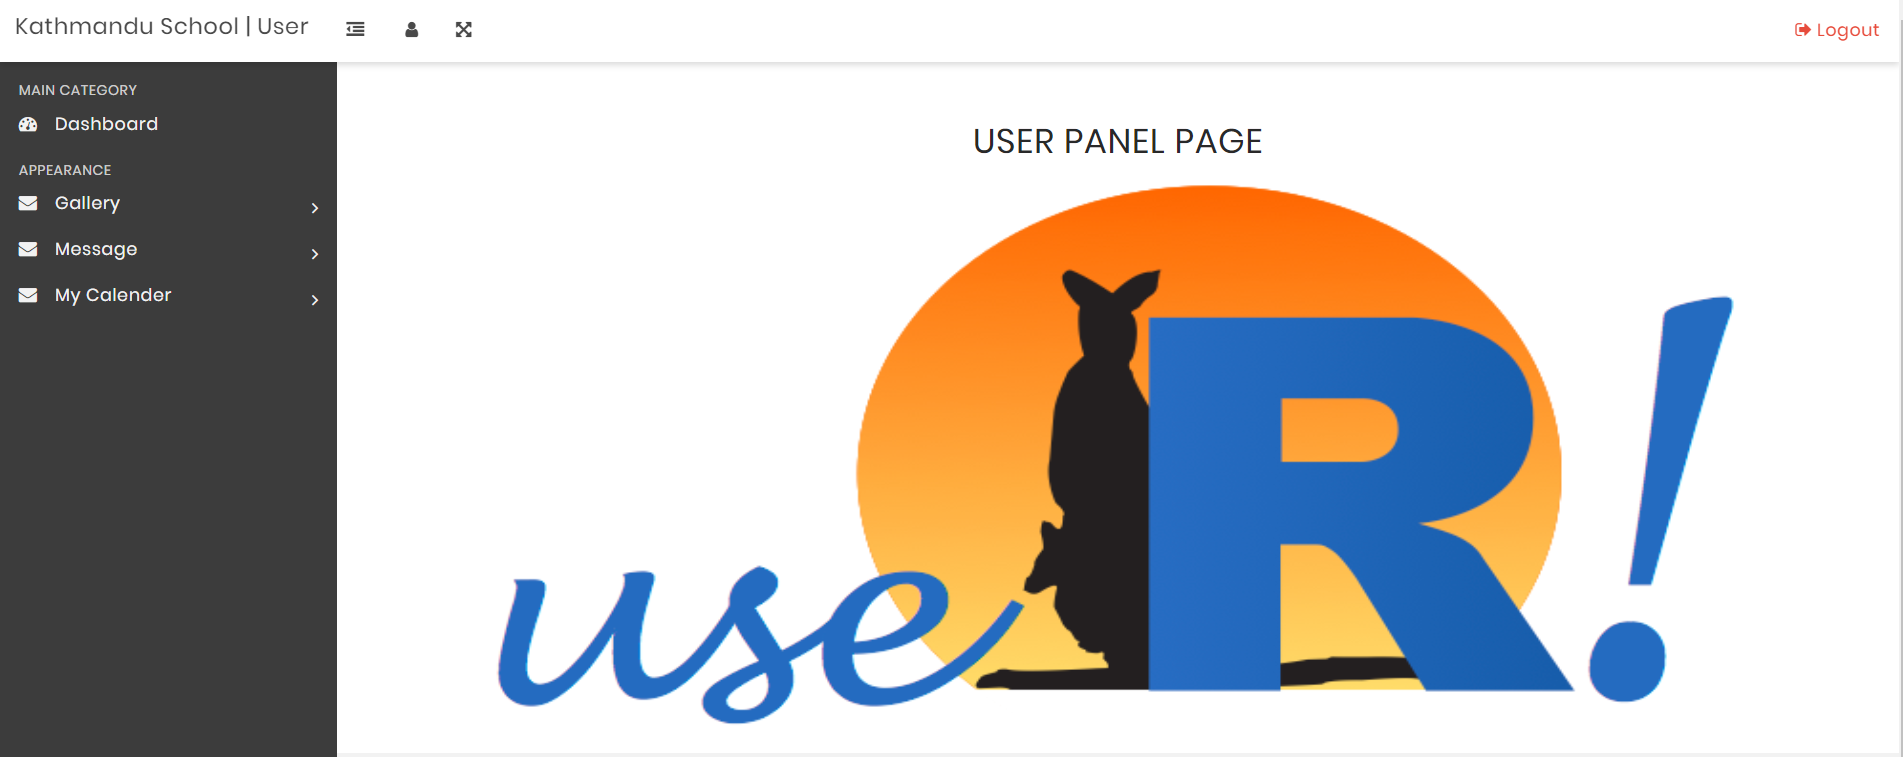 Kathmandu School | User
Logout
MAIN CATEGORY
Dashboard
APPEARANCE
Gallery
Message
My Calender
USER PANEL PAGE
useR!